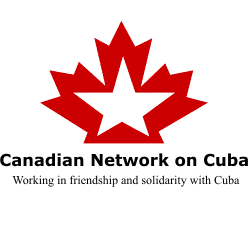 Canadian Network on Cuba
Working in friendship and solidarity with Cuba